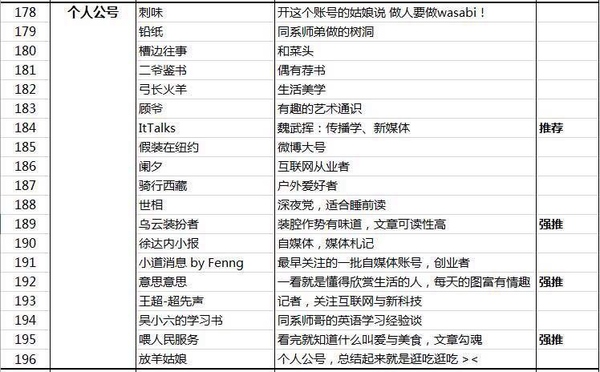 178 个人公号 刺味 开这个账号的姑娘说 做人要做wasabi！
179 铅纸 同系师弟做的树洞
180 槽边往事 和菜头
181 二爷鉴书 偶有荐书
182 弓长火羊 生活美学
183 顾爷 有趣的艺术通识
184 ItTalks 魏武挥：传播学、新媒体 推荐
185 假装在纽约 微博大号
186 阑夕 互联网从业者
187 骑行西藏 户外爱好者
188 世相 深夜党，适合睡前读
189 乌云装扮者 装腔作势有味道，文章可读性高 强推
190 徐达内小报 自媒体，媒体札记
191 小道消息 by Fenng 最早关注的一批自媒体账号，创业者
192 意思意思 一看就是懂得欣赏生活的人，每天的图富有情趣 强推
193 王超-超先声 记者，关注互联网与新科技
194 吴小六的学习书 同系师哥的英语学习经验谈
195 喂人民服务 看完就知道什么叫爱与美食，文章勾魂 强推
196 放羊姑娘 个人公号，总结起来就是逛吃逛吃 > <